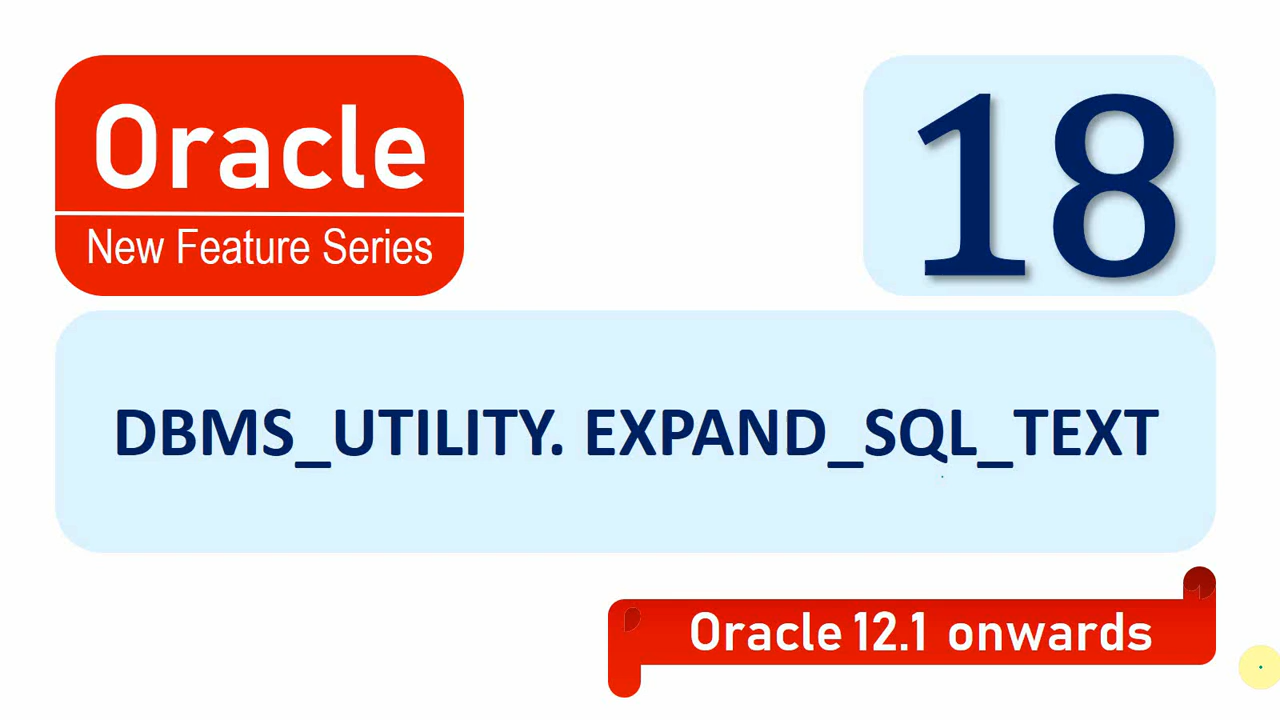 Oracle
New Feature Series
18
DBMS_UTILITY. EXPAND_SQL_TEXT
Oracle 12.1 onwards